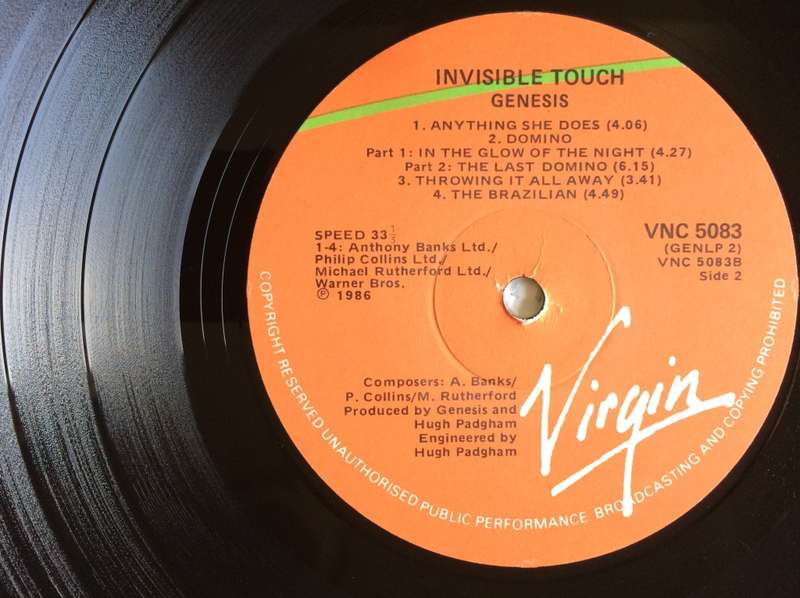 INVISIBLE TOUCH
GENESIS
1. ANYTHING SHE DOES (4.06)
2. DOMINO
Part 1: IN THE GLOW OF THE NIGHT (4.27)
Part 2: THE LAST DOMINO (6.15)
3. THROWING IT ALL AWAY (3.41)
4. THE BRAZILIAN (4.49)
SPEED 33⅓
1-4: Anthony Banks Ltd./
Philip Collins Ltd./
Michael Rutherford Ltd./
Warner Bros.
℗ 1986
VNC 5083
(GENLP 2)
VNC 5083B
Side 2
Composers: A. Banks/
P. Collins/M. Rutherford
Produced by Genesis and
Hugh Padgham
Engineered by
Hugh Padgham
Virgin
COPYRIGHT RESERVED UNAUTHORISED PUBLIC PERFORMANCE BROADCASTING AND COPYING PROHIBITED